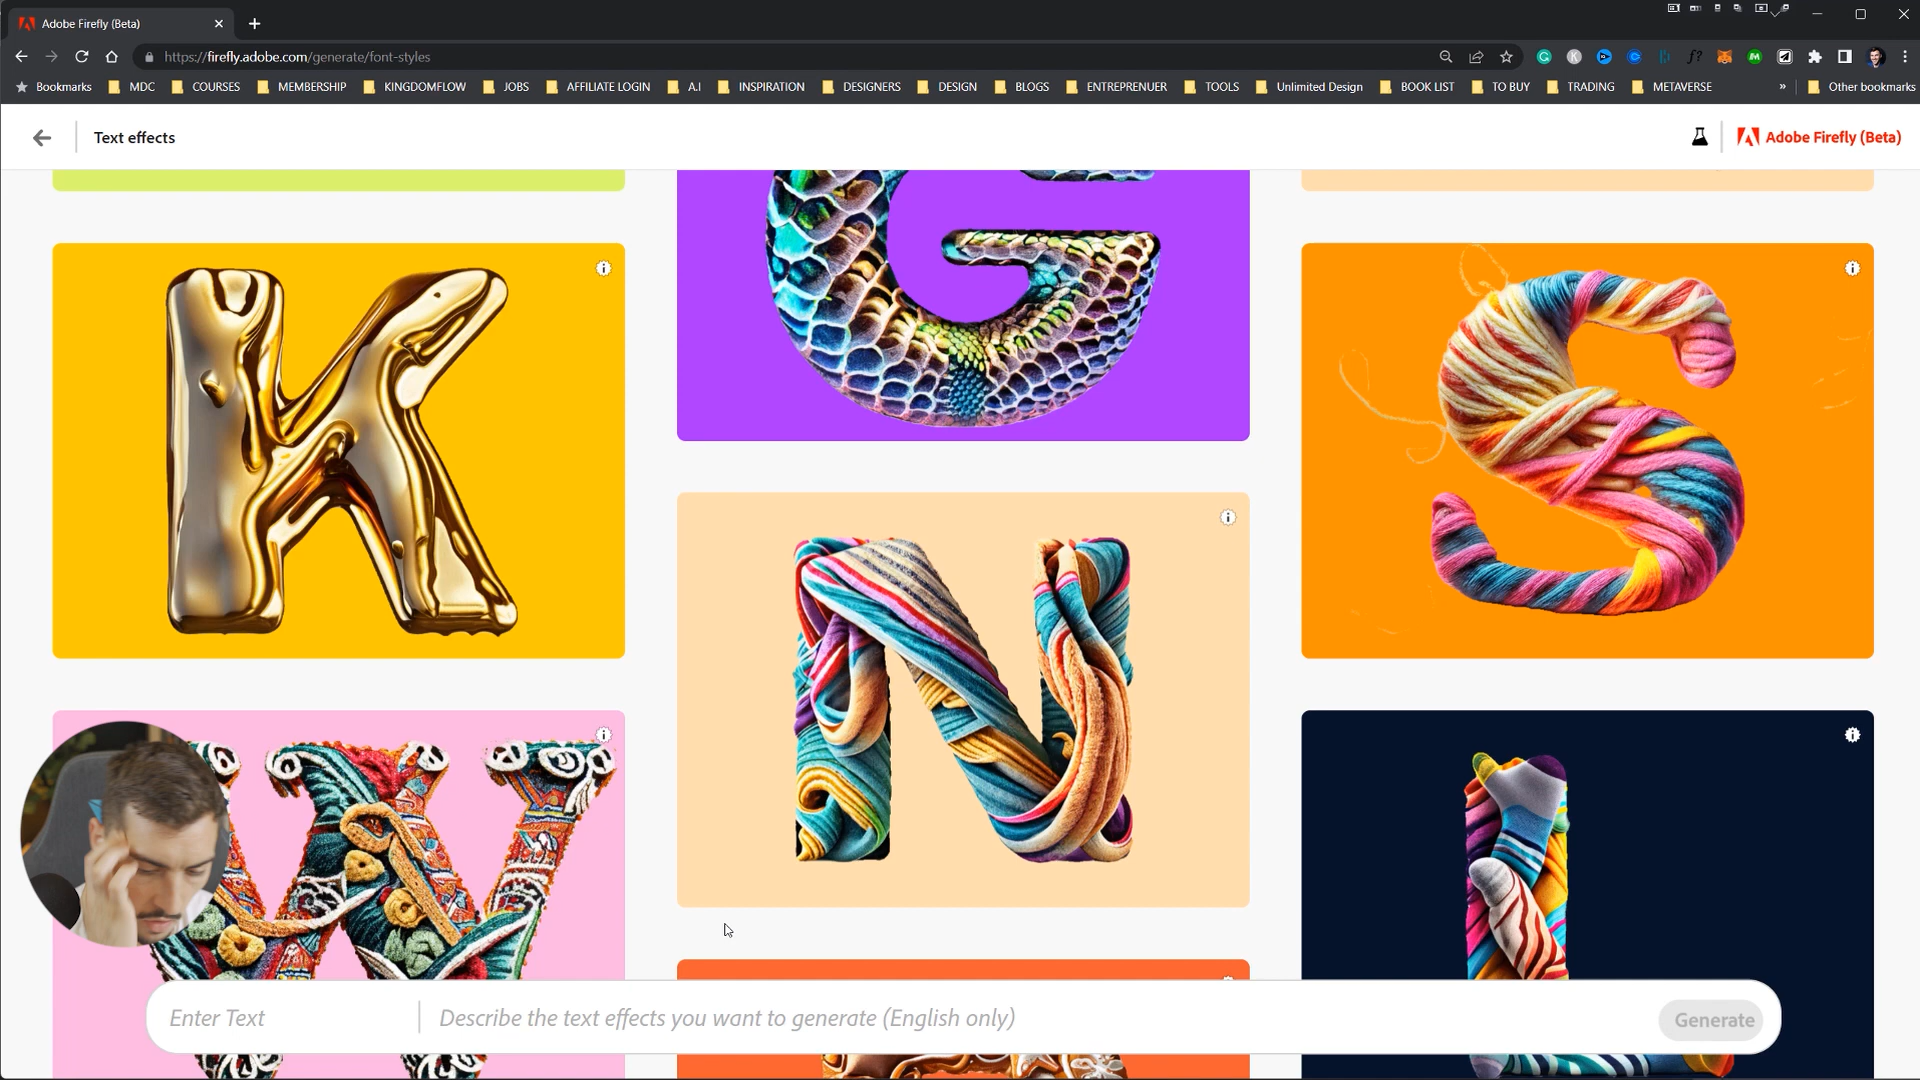 Adobe Firefly (Beta)
https://firefly.adobe.com/generate/font-styles
Bookmarks MDC COURSES MEMBERSHIP KINGDOMFLOW JOBS AFFILIATE LOGIN A.I INSPIRATION DESIGNERS DESIGN BLOGS ENTREPRENUER TOOLS Unlimited Design BOOK LIST TO BUY TRADING METAVERSE » Other bookmarks
Text effects
Adobe Firefly (Beta)
G
K
S
N
W
L
Enter Text
Describe the text effects you want to generate (English only)
Generate